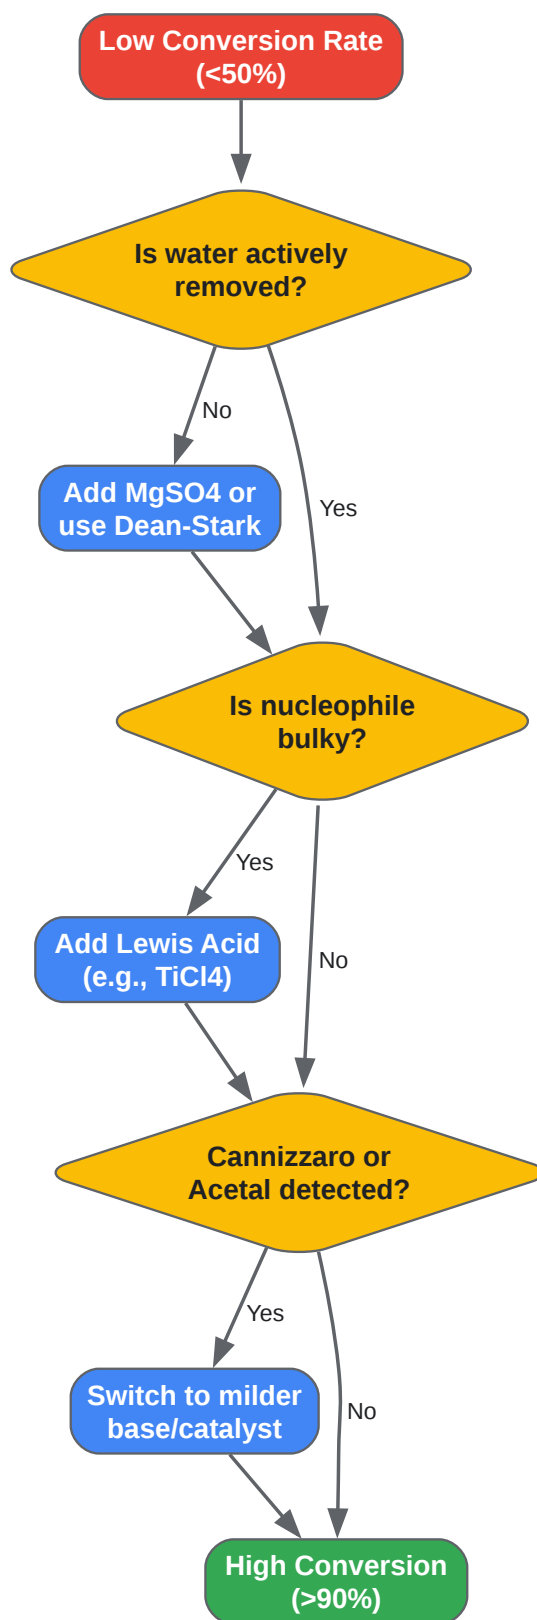 Low Conversion Rate
(<50%)
Is water actively
removed?
No
Add MgSO4 or
use Dean-Stark
Yes
Is nucleophile
bulky?
Yes
Add Lewis Acid
(e.g., TiCl4)
No
Cannizzaro or
Acetal detected?
Yes
Switch to milder
base/catalyst
No
High Conversion
(>90%)